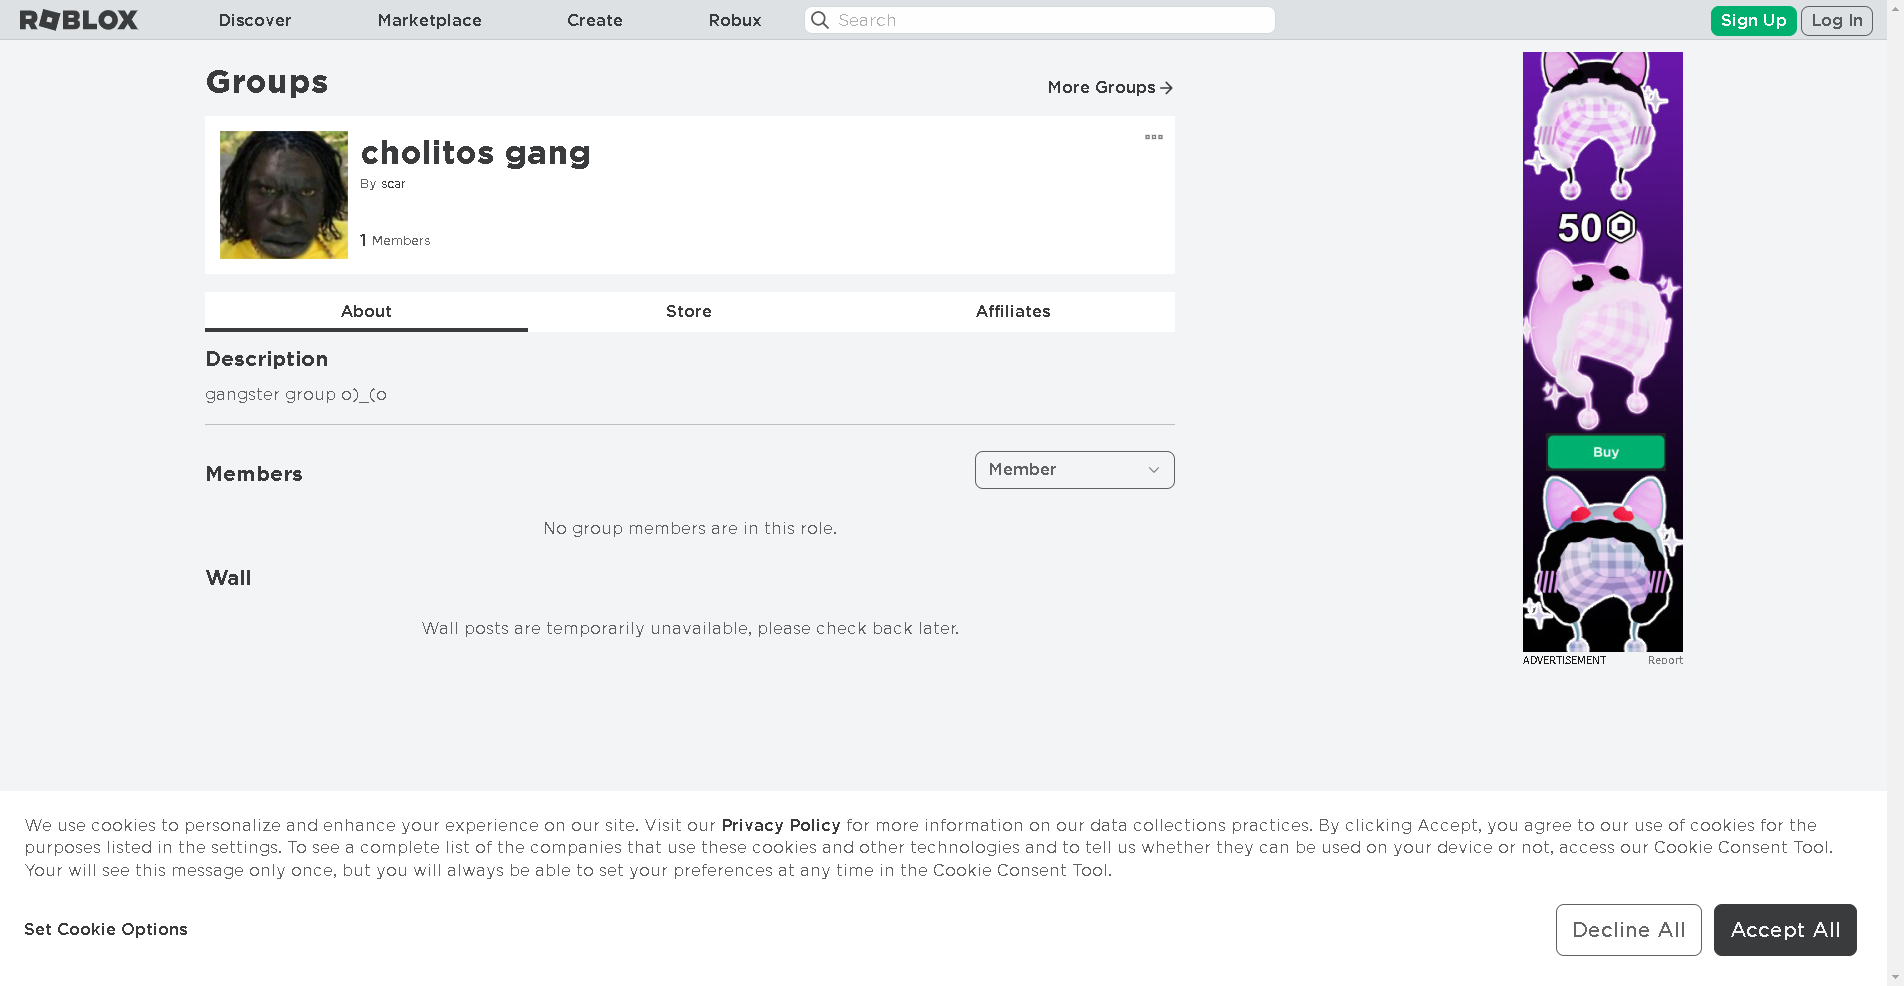 ROBLOX
Discover
Marketplace
Create
Robux
Search
Sign Up
Log In
Groups
More Groups
cholitos gang
By scar
1 Members
About
Store
Affiliates
Description
gangster group o)_(o
Members
Member
No group members are in this role.
Wall
Wall posts are temporarily unavailable, please check back later.
50
Buy
ADVERTISEMENT
Report
We use cookies to personalize and enhance your experience on our site. Visit our Privacy Policy for more information on our data collections practices. By clicking Accept, you agree to our use of cookies for the
purposes listed in the settings. To see a complete list of the companies that use these cookies and other technologies and to tell us whether they can be used on your device or not, access our Cookie Consent Tool.
Your will see this message only once, but you will always be able to set your preferences at any time in the Cookie Consent Tool.
Set Cookie Options
Decline All
Accept All